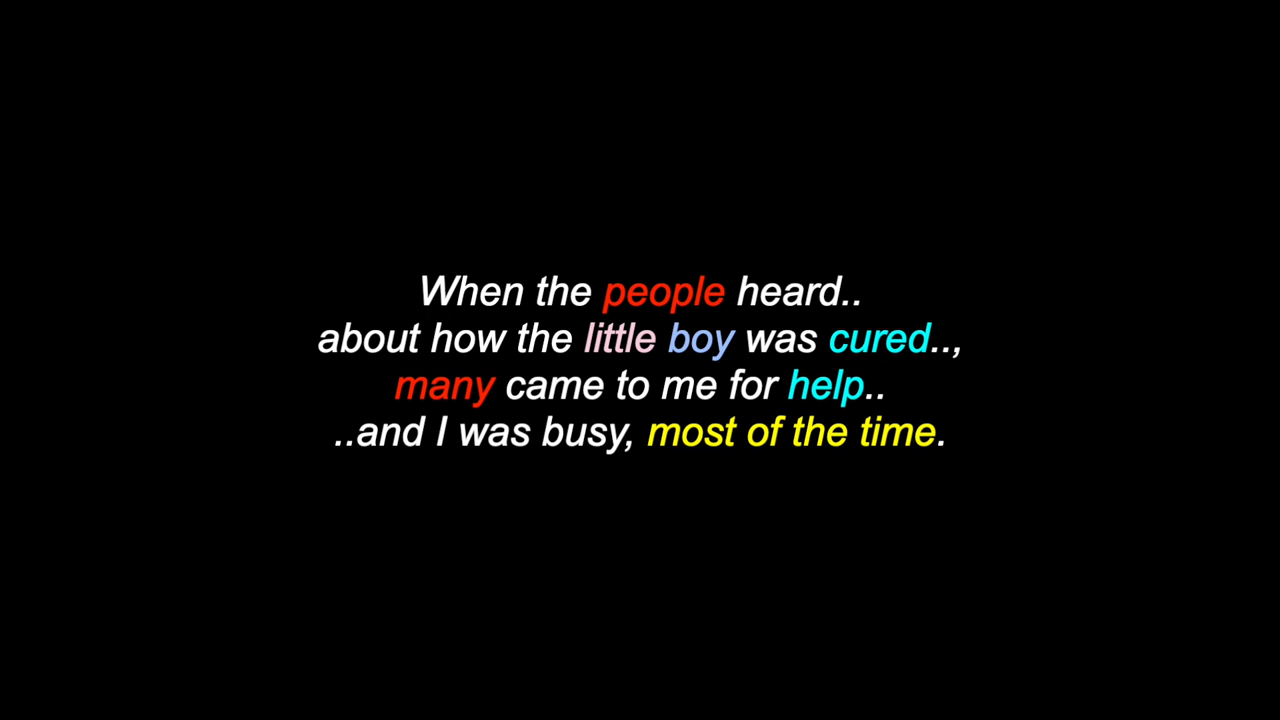 When the people heard..
about how the little boy was cured..,
many came to me for help..
..and I was busy, most of the time.